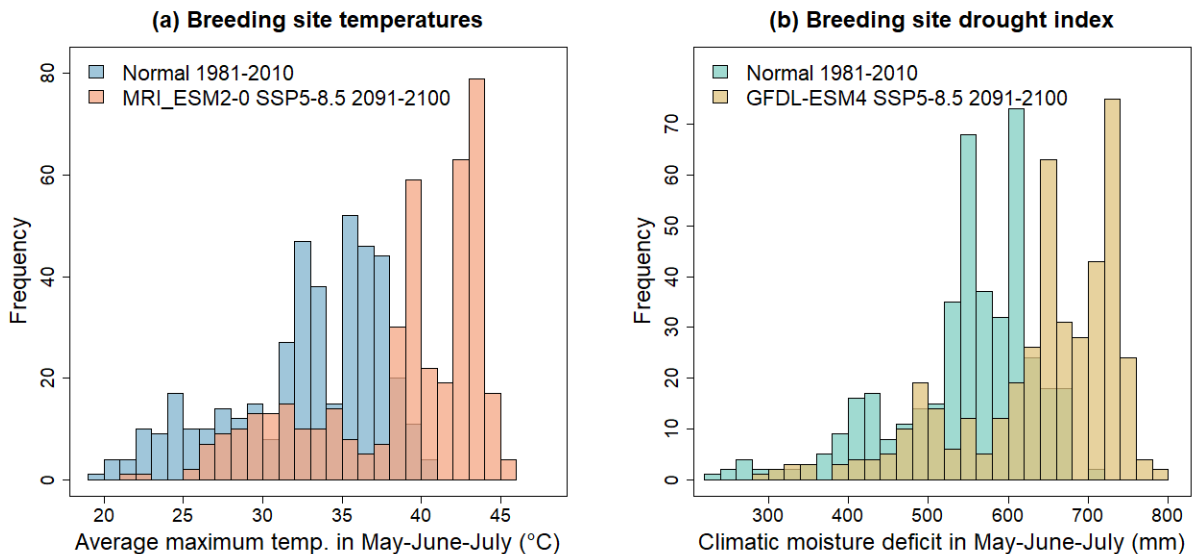 (a) Breeding site temperatures
Normal 1981-2010
MRI_ESM2-0 SSP5-8.5 2091-2100
Frequency
0
20
40
60
80
20
25
30
35
40
45
Average maximum temp. in May-June-July (°C)
(b) Breeding site drought index
Normal 1981-2010
GFDL-ESM4 SSP5-8.5 2091-2100
Frequency
0
10
20
30
40
50
60
70
300
400
500
600
700
800
Climatic moisture deficit in May-June-July (mm)